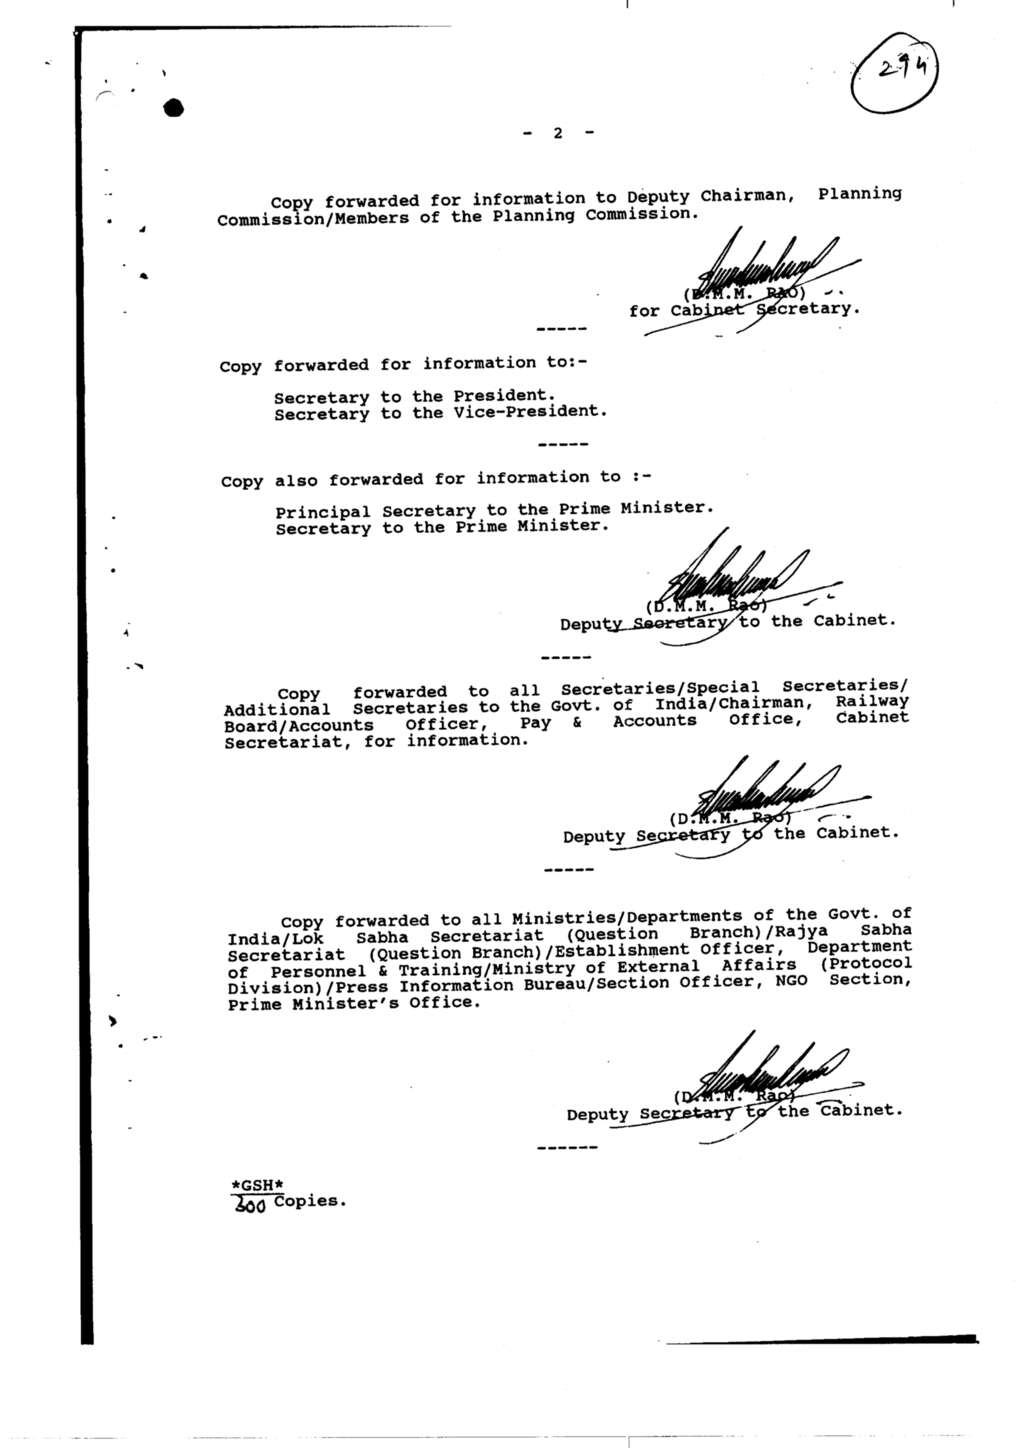 294
- 2 -
Copy forwarded for information to Deputy Chairman, Planning
Commission/Members of the Planning Commission.
(D.M.M. RAO)
for Cabinet Secretary.
-----
Copy forwarded for information to:-
Secretary to the President.
Secretary to the Vice-President.
-----
Copy also forwarded for information to :-
Principal Secretary to the Prime Minister.
Secretary to the Prime Minister.
(D.M.M. Rao)
Deputy Secretary to the Cabinet.
-----
Copy forwarded to all Secretaries/Special Secretaries/
Additional Secretaries to the Govt. of India/Chairman, Railway
Board/Accounts Officer, Pay & Accounts Office, Cabinet
Secretariat, for information.
(D.M.M. Rao)
Deputy Secretary to the Cabinet.
-----
Copy forwarded to all Ministries/Departments of the Govt. of
India/Lok Sabha Secretariat (Question Branch)/Rajya Sabha
Secretariat (Question Branch)/Establishment Officer, Department
of Personnel & Training/Ministry of External Affairs (Protocol
Division)/Press Information Bureau/Section Officer, NGO Section,
Prime Minister's Office.
(D.M.M. Rao)
Deputy Secretary to the Cabinet.
------
*GSH*
300 Copies.